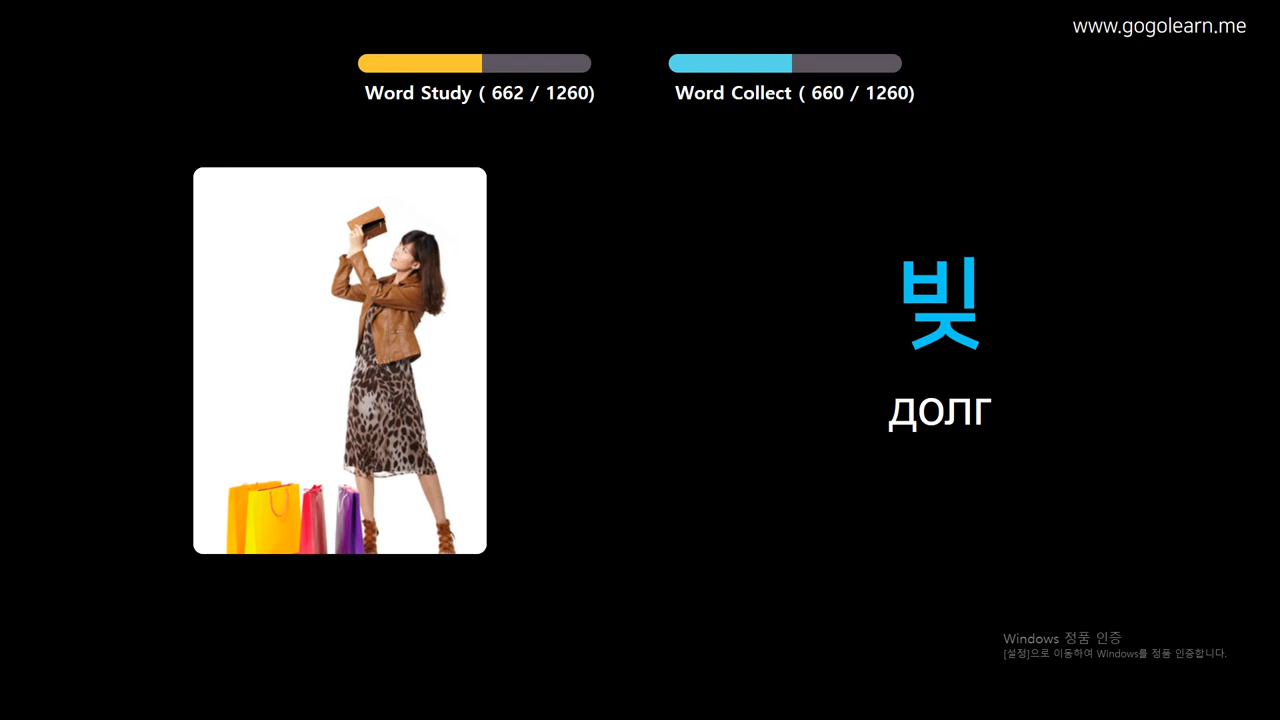 www.gogolearn.me
Word Study ( 662 / 1260)
Word Collect ( 660 / 1260)
빚
долг
Windows 정품 인증
[설정]으로 이동하여 Windows를 정품 인증합니다.